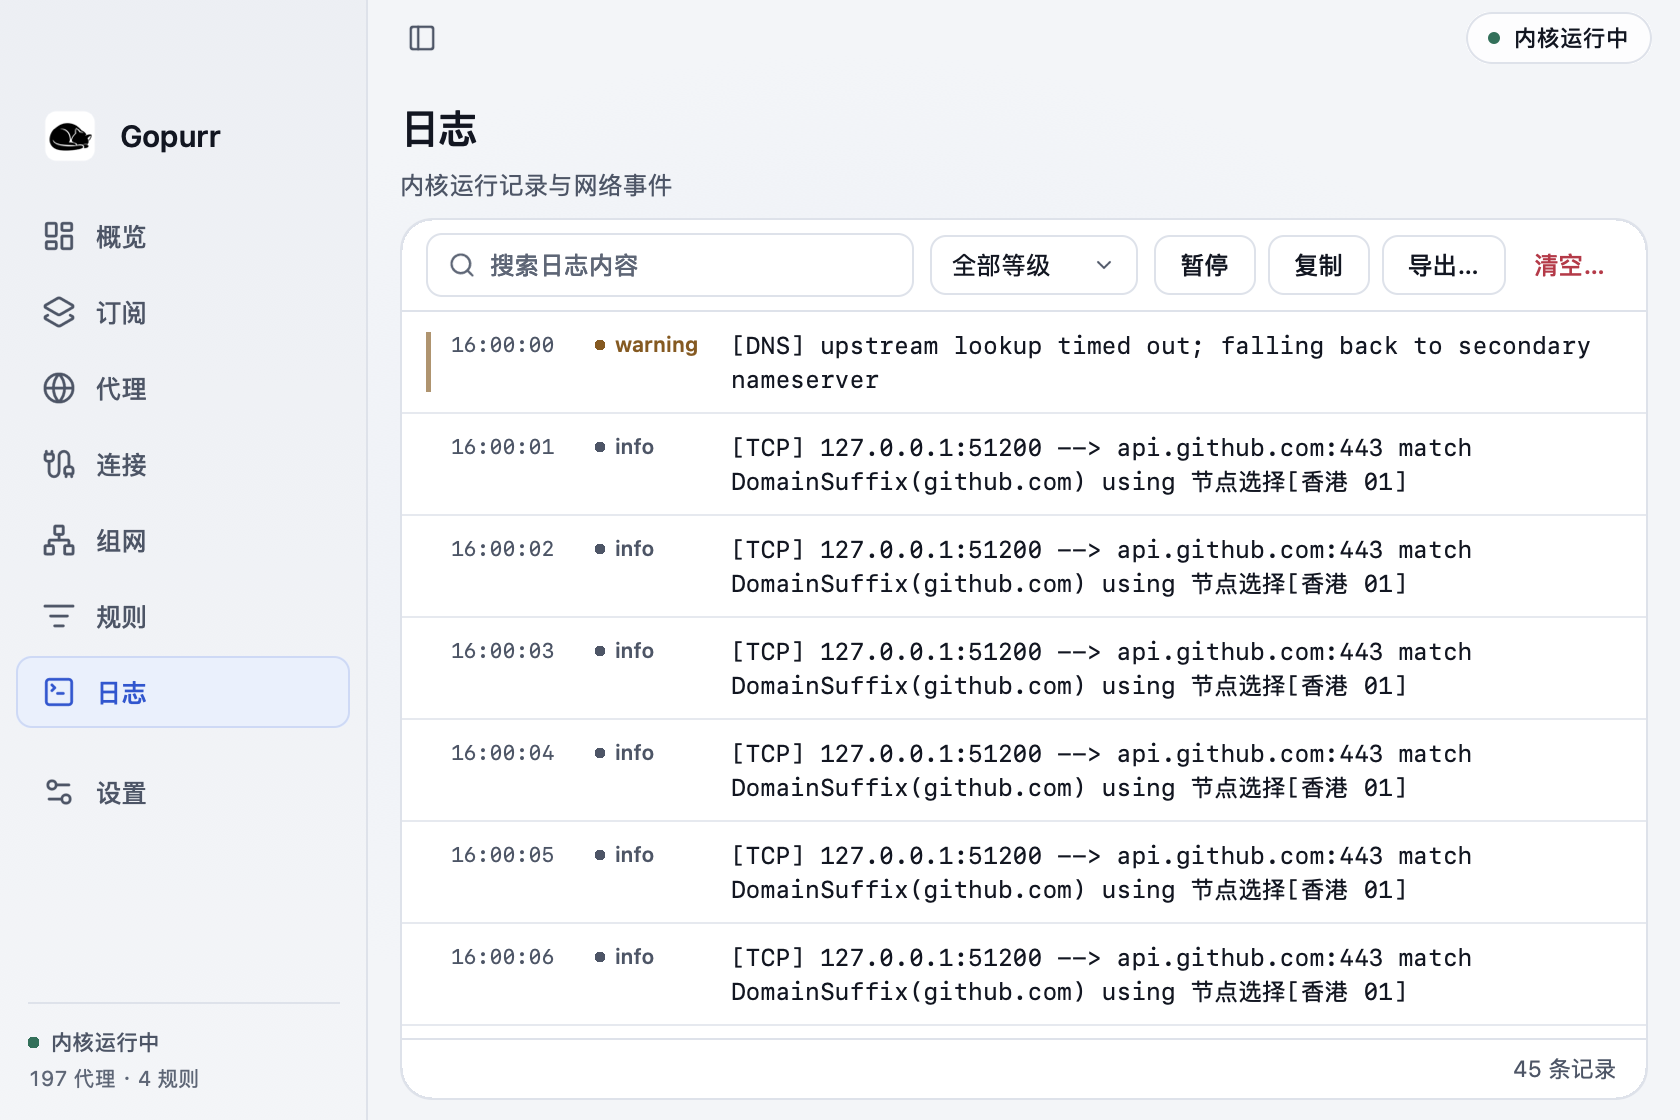 Gopurr
概览
订阅
代理
连接
组网
规则
日志
设置
内核运行中
197 代理 · 4 规则
内核运行中
日志
内核运行记录与网络事件
搜索日志内容
全部等级
暂停
复制
导出...
清空...
16:00:00 warning [DNS] upstream lookup timed out; falling back to secondary
nameserver
16:00:01 info [TCP] 127.0.0.1:51200 --> api.github.com:443 match
DomainSuffix(github.com) using 节点选择[香港 01]
16:00:02 info [TCP] 127.0.0.1:51200 --> api.github.com:443 match
DomainSuffix(github.com) using 节点选择[香港 01]
16:00:03 info [TCP] 127.0.0.1:51200 --> api.github.com:443 match
DomainSuffix(github.com) using 节点选择[香港 01]
16:00:04 info [TCP] 127.0.0.1:51200 --> api.github.com:443 match
DomainSuffix(github.com) using 节点选择[香港 01]
16:00:05 info [TCP] 127.0.0.1:51200 --> api.github.com:443 match
DomainSuffix(github.com) using 节点选择[香港 01]
16:00:06 info [TCP] 127.0.0.1:51200 --> api.github.com:443 match
DomainSuffix(github.com) using 节点选择[香港 01]
45 条记录